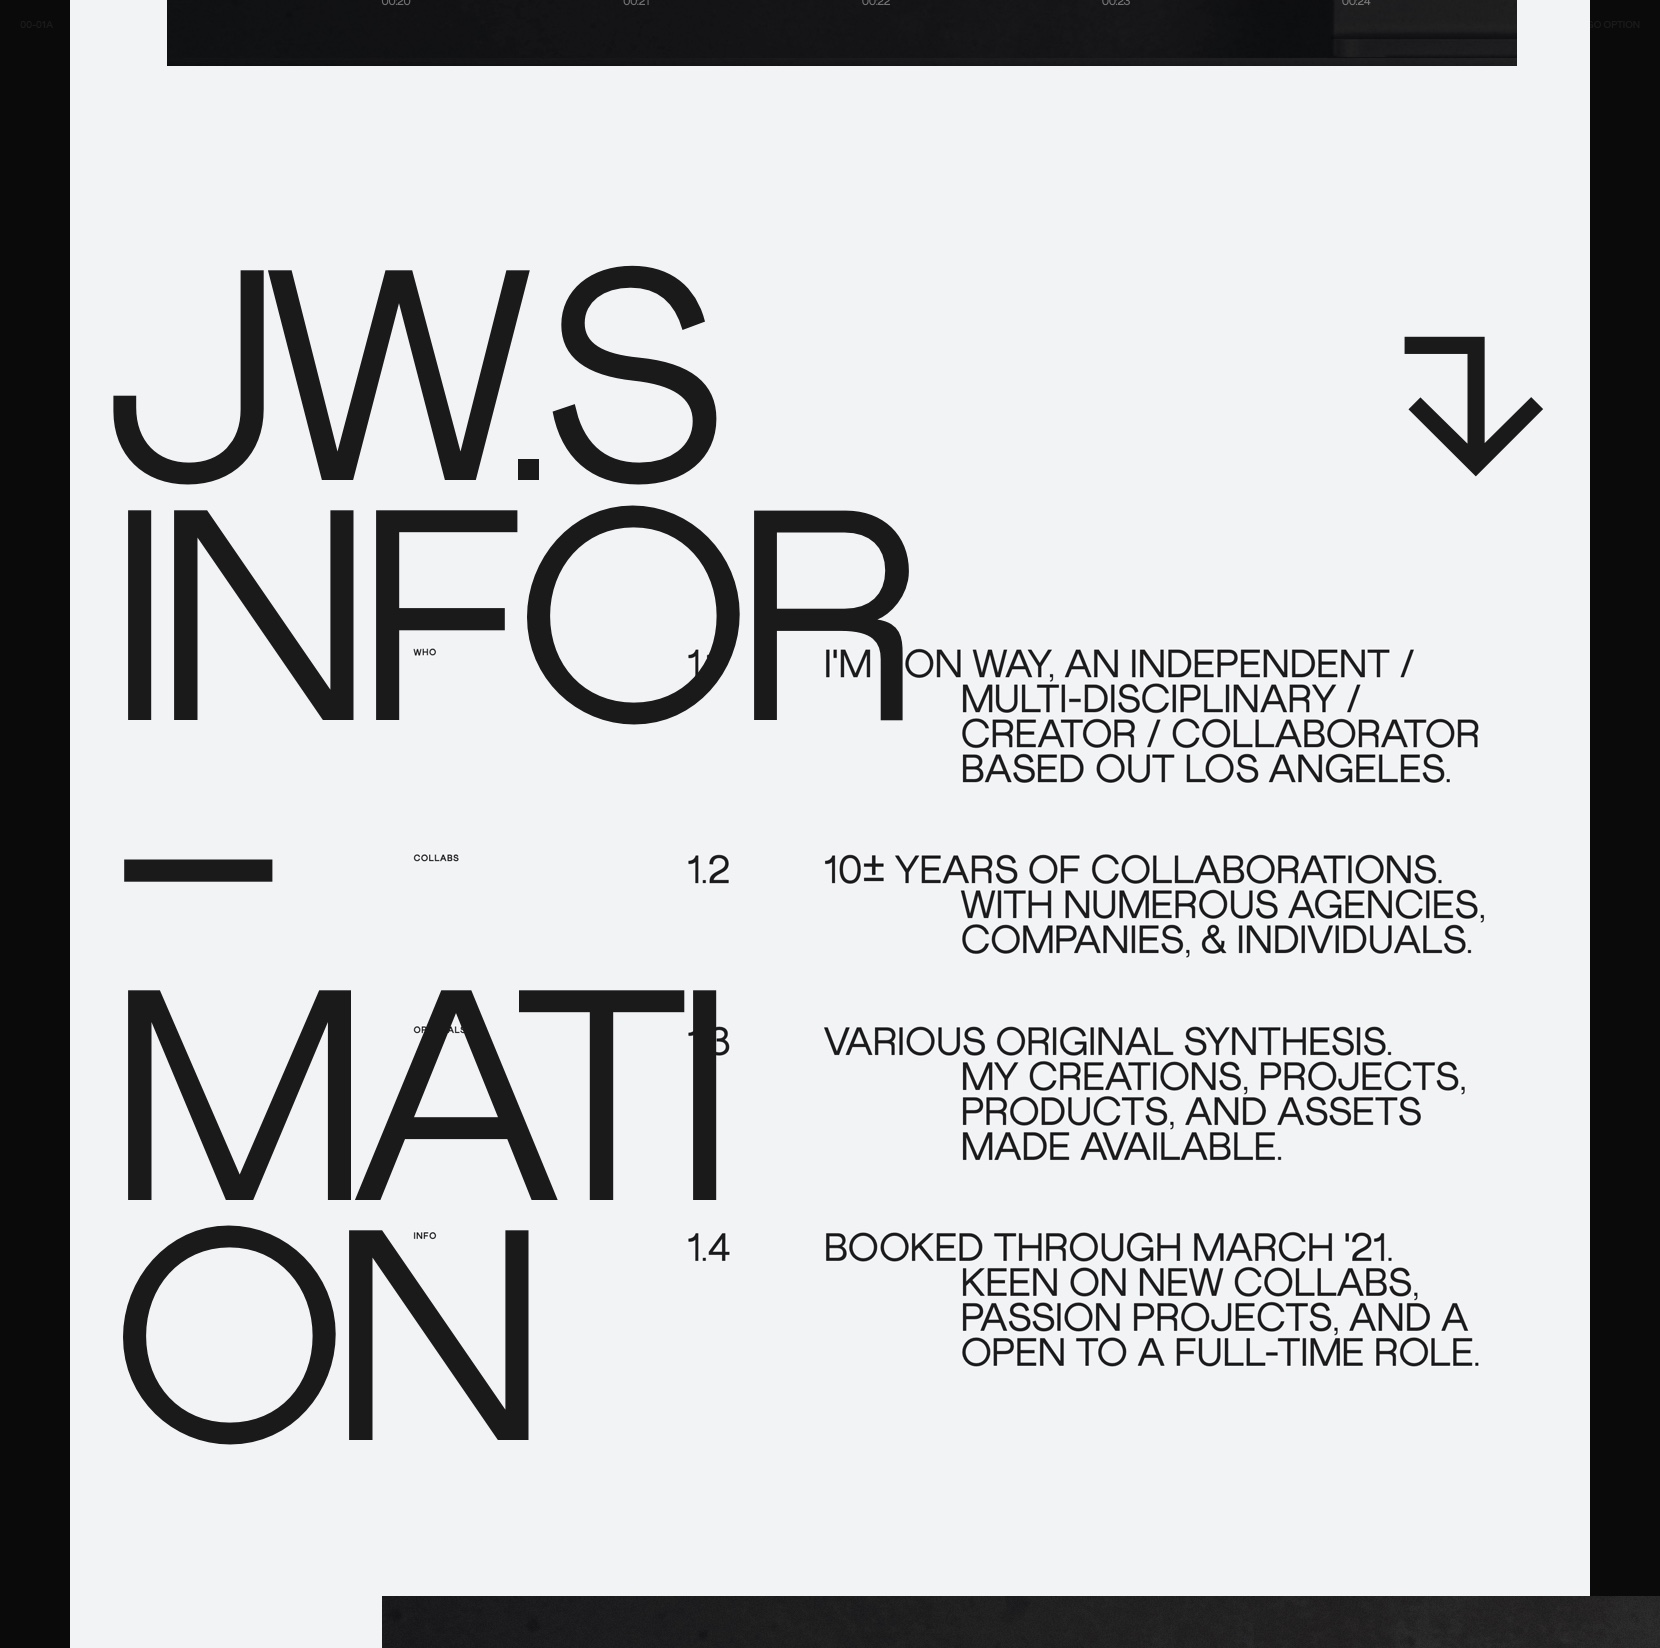 00:20 00:21 00:22 00:23 00:24
00-01A
OPTION
JW.S
INFOR
—
MATI
ON
WHO
I'M ON WAY, AN INDEPENDENT /
MULTI-DISCIPLINARY /
CREATOR / COLLABORATOR
BASED OUT LOS ANGELES.
COLLABS 1.2 10± YEARS OF COLLABORATIONS.
WITH NUMEROUS AGENCIES,
COMPANIES, & INDIVIDUALS.
VARIOUS ORIGINAL SYNTHESIS.
MY CREATIONS, PROJECTS,
PRODUCTS, AND ASSETS
MADE AVAILABLE.
INFO 1.4 BOOKED THROUGH MARCH '21.
KEEN ON NEW COLLABS,
PASSION PROJECTS, AND A
OPEN TO A FULL-TIME ROLE.